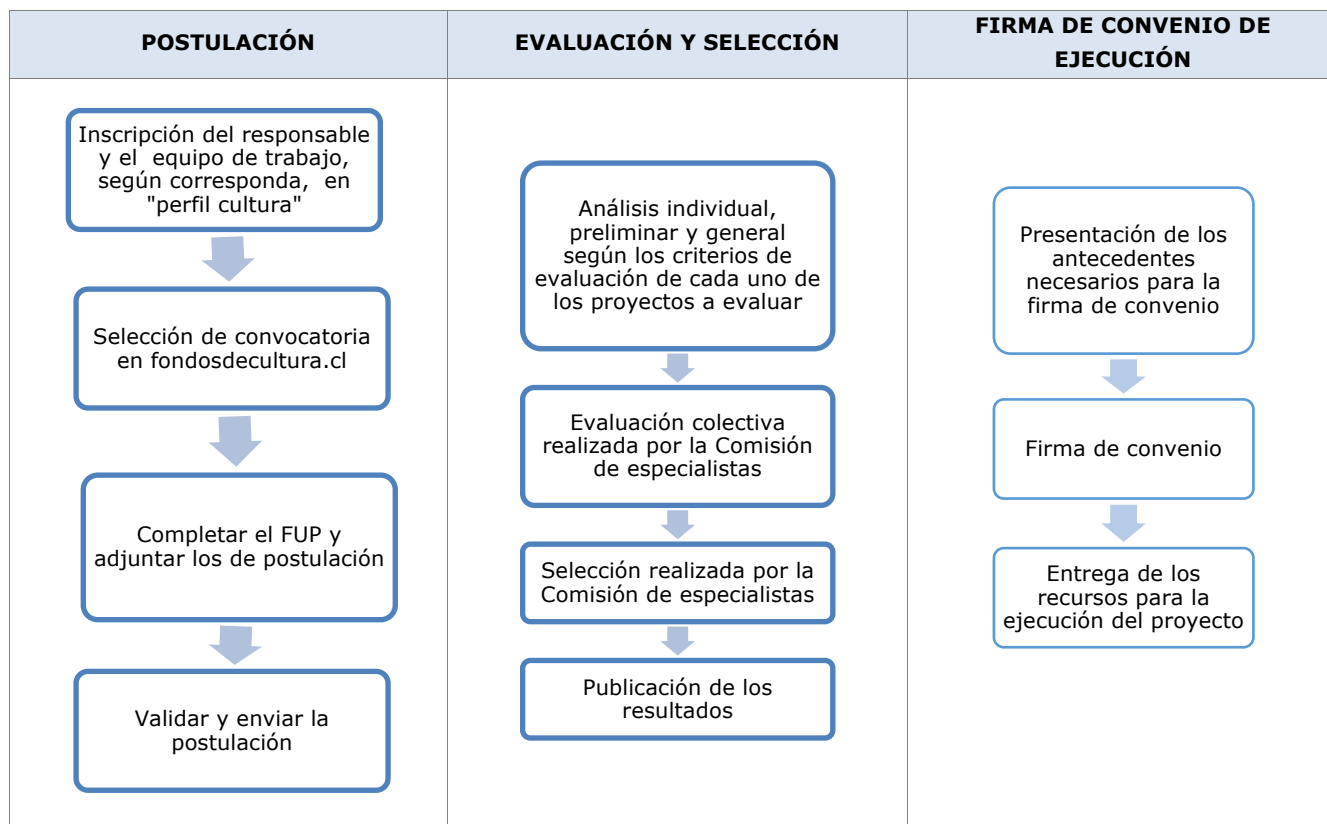 POSTULACIÓN
Inscripción del responsable
y el equipo de trabajo,
según corresponda, en
"perfil cultura"
Selección de convocatoria
en fondosdecultura.cl
Completar el FUP y
adjuntar los de postulación
Validar y enviar la
postulación
EVALUACIÓN Y SELECCIÓN
Análisis individual,
preliminar y general
según los criterios de
evaluación de cada uno de
los proyectos a evaluar
Evaluación colectiva
realizada por la Comisión
de especialistas
Selección realizada por la
Comisión de especialistas
Publicación de los
resultados
FIRMA DE CONVENIO DE
EJECUCIÓN
Presentación de los
antecedentes
necesarios para la
firma de convenio
Firma de convenio
Entrega de los
recursos para la
ejecución del proyecto